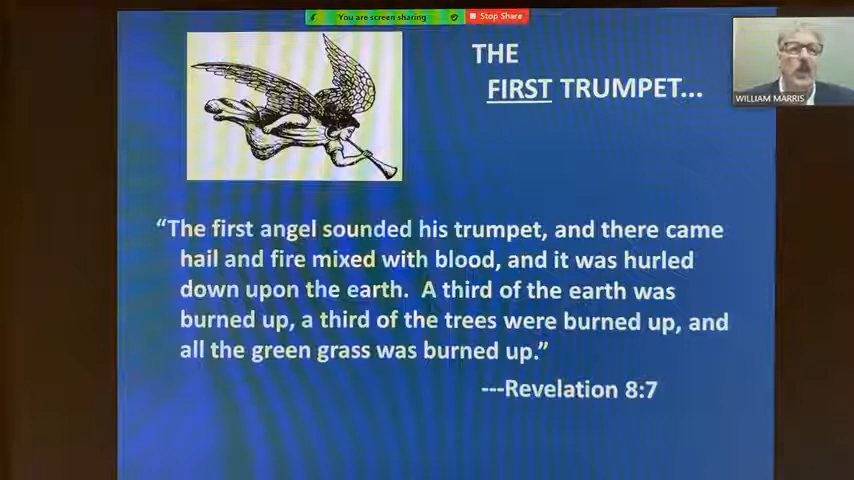 You are screen sharing
Stop Share
THE
FIRST TRUMPET...
WILLIAM MARRIS
“The first angel sounded his trumpet, and there came
hail and fire mixed with blood, and it was hurled
down upon the earth. A third of the earth was
burned up, a third of the trees were burned up, and
all the green grass was burned up.”
---Revelation 8:7